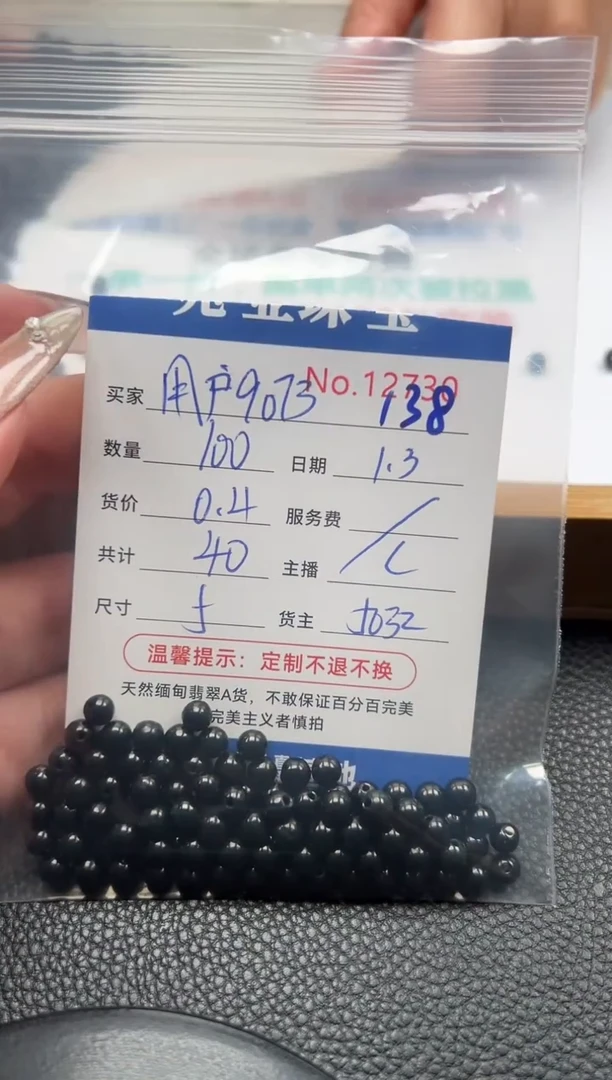 珠宝
No.12730
买家 用户9073 138
数量 100 日期 1.3
货价 0.4 服务费 /
共计 40 主播 /
尺寸 5 货主
温馨提示：定制不退不换
天然缅甸翡翠A货，不敢保证百分百完美
完美主义者慎拍